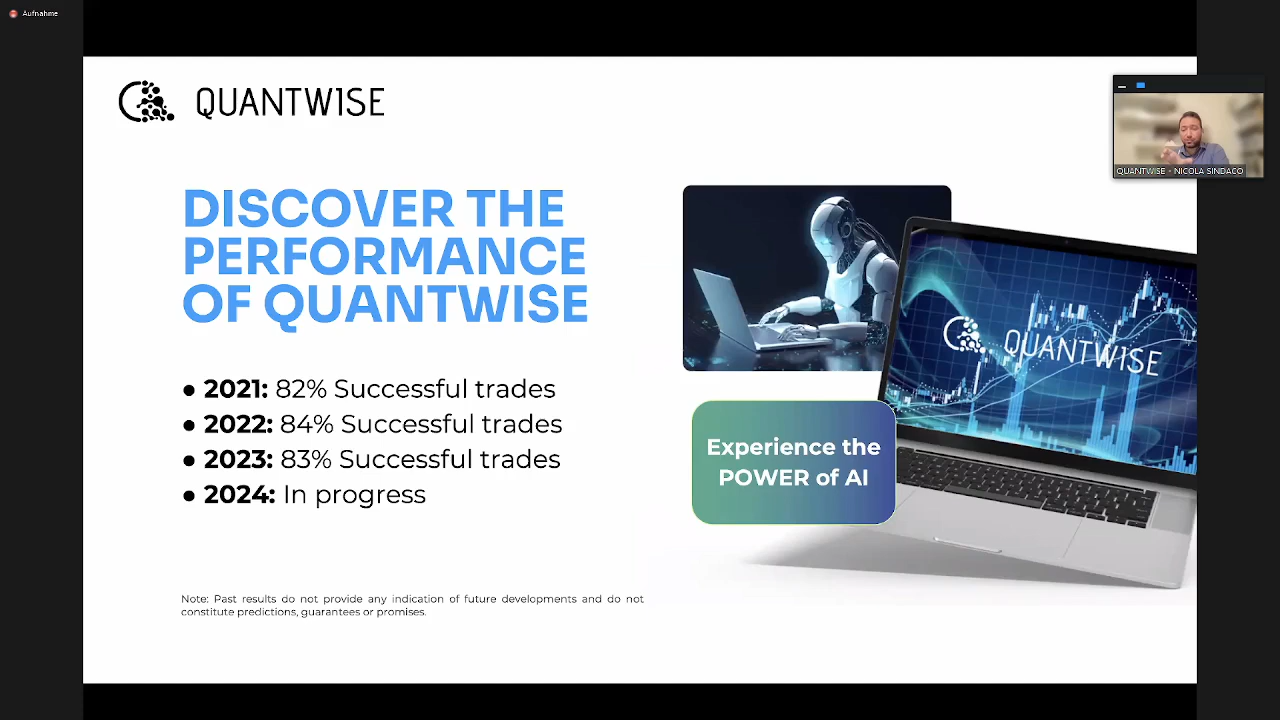 Aufnahme
QUANTWISE
QUANTWISE - NICOLA SINDACO
DISCOVER THE
PERFORMANCE
OF QUANTWISE
● 2021: 82% Successful trades
● 2022: 84% Successful trades
● 2023: 83% Successful trades
● 2024: In progress
QUANTWISE
Experience the
POWER of AI
Note: Past results do not provide any indication of future developments and do not
constitute predictions, guarantees or promises.